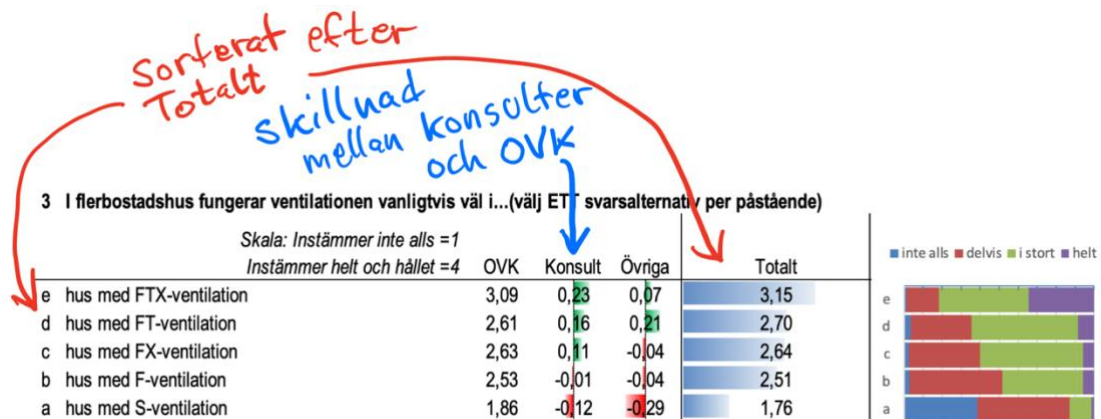 Sorterat efter
Totalt
skillnad
mellan konsulter
och OVK
3 I flerbostadshus fungerar ventilationen vanligtvis väl i...(välj ETT svarsalternativ per påstående)
Skala: Instämmer inte alls =1
Instämmer helt och hållet =4 OVK Konsult Övriga Totalt
e hus med FTX-ventilation 3,09 0,23 0,07 3,15
d hus med FT-ventilation 2,61 0,16 0,21 2,70
c hus med FX-ventilation 2,63 0,11 -0,04 2,64
b hus med F-ventilation 2,53 -0,01 -0,04 2,51
a hus med S-ventilation 1,86 -0,12 -0,29 1,76
inte alls delvis i stort helt
e
d
c
b
a